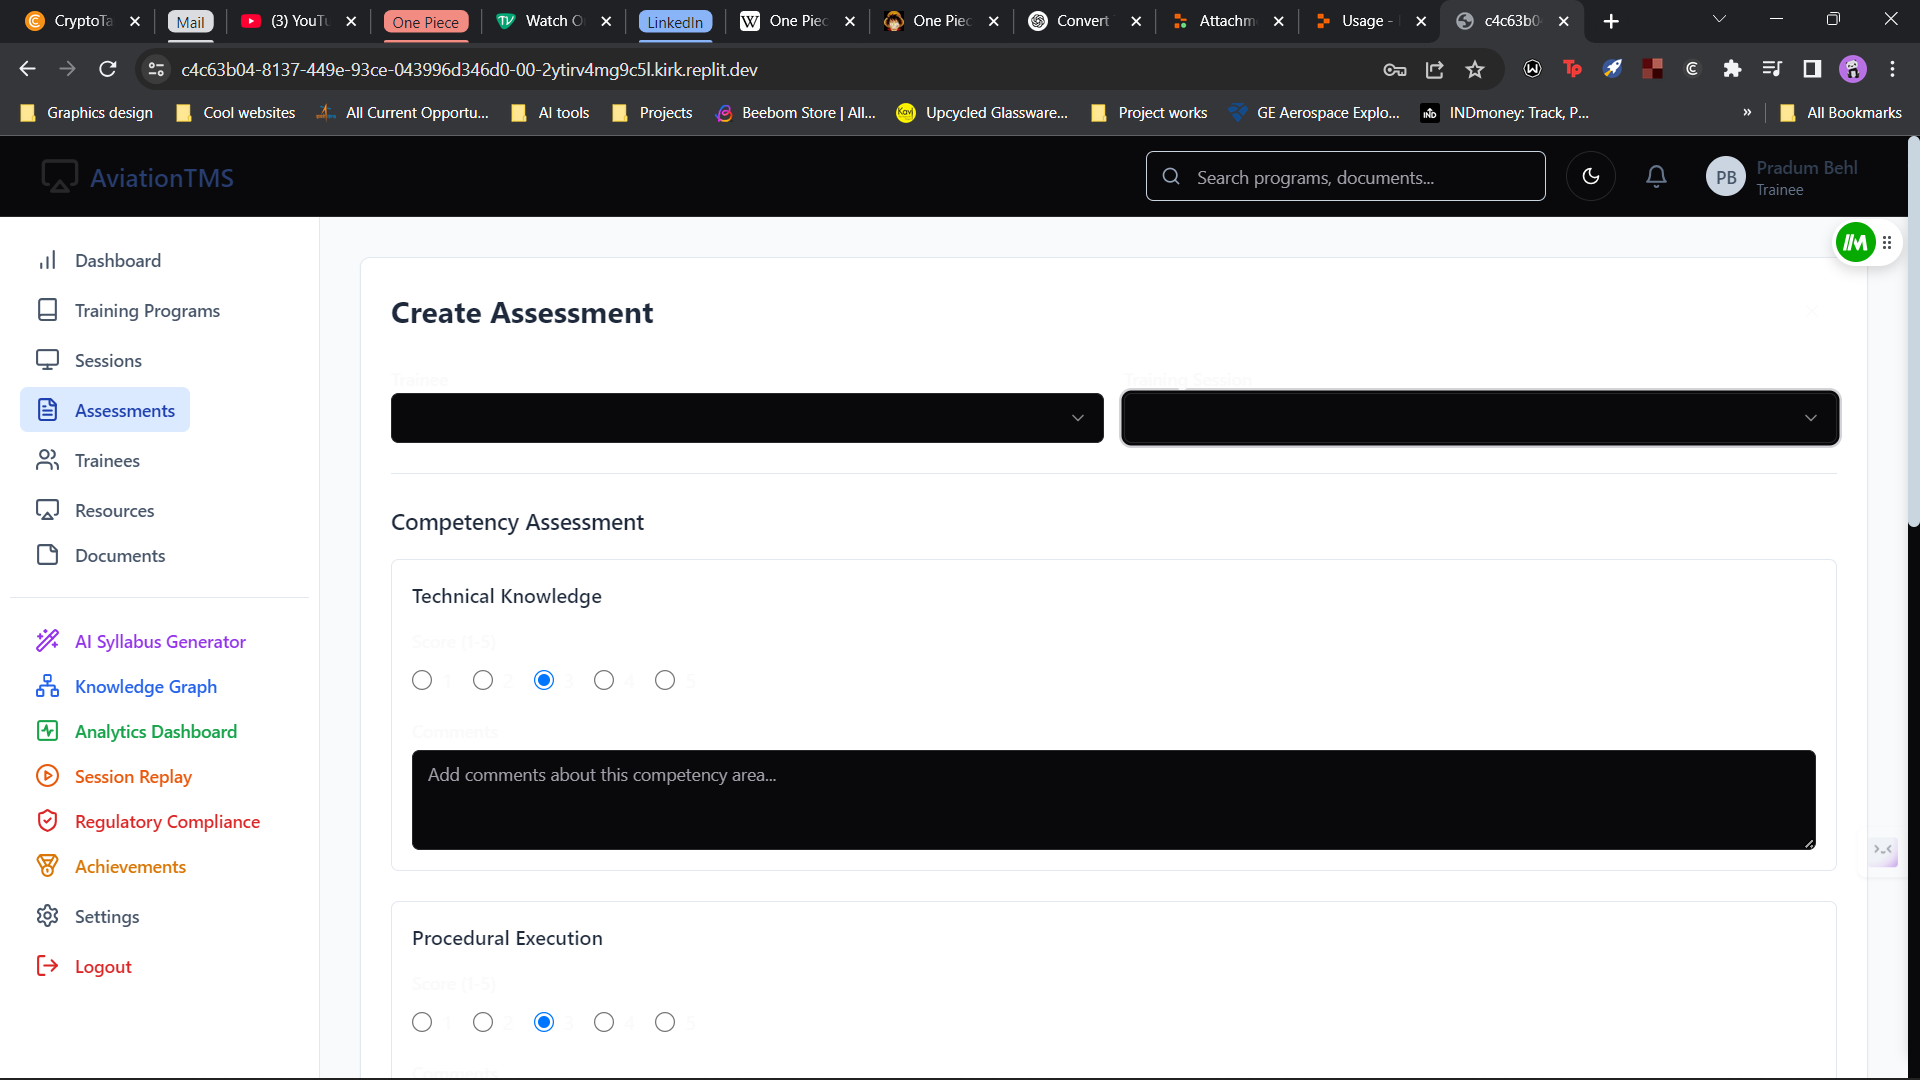 CryptoTa
Mail
(3) YouTu
One Piece
Watch O
LinkedIn
One Piec
One Piec
Convert
Attachm
Usage -
c4c63b0
c4c63b04-8137-449e-93ce-043996d346d0-00-2ytirv4mg9c5l.kirk.replit.dev
Graphics design
Cool websites
All Current Opportu...
AI tools
Projects
Beebom Store | All...
Upcycled Glassware...
Project works
GE Aerospace Explo...
INDmoney: Track, P...
»
All Bookmarks
AviationTMS
Search programs, documents...
PB
Pradum Behl
Trainee
Dashboard
Training Programs
Sessions
Assessments
Trainees
Resources
Documents
AI Syllabus Generator
Knowledge Graph
Analytics Dashboard
Session Replay
Regulatory Compliance
Achievements
Settings
Logout
Create Assessment
Trainee
Training Session
Competency Assessment
Technical Knowledge
Score (1-5)
1 2 3 4 5
Comments
Add comments about this competency area...
Procedural Execution
Score (1-5)
1 2 3 4 5
Comments